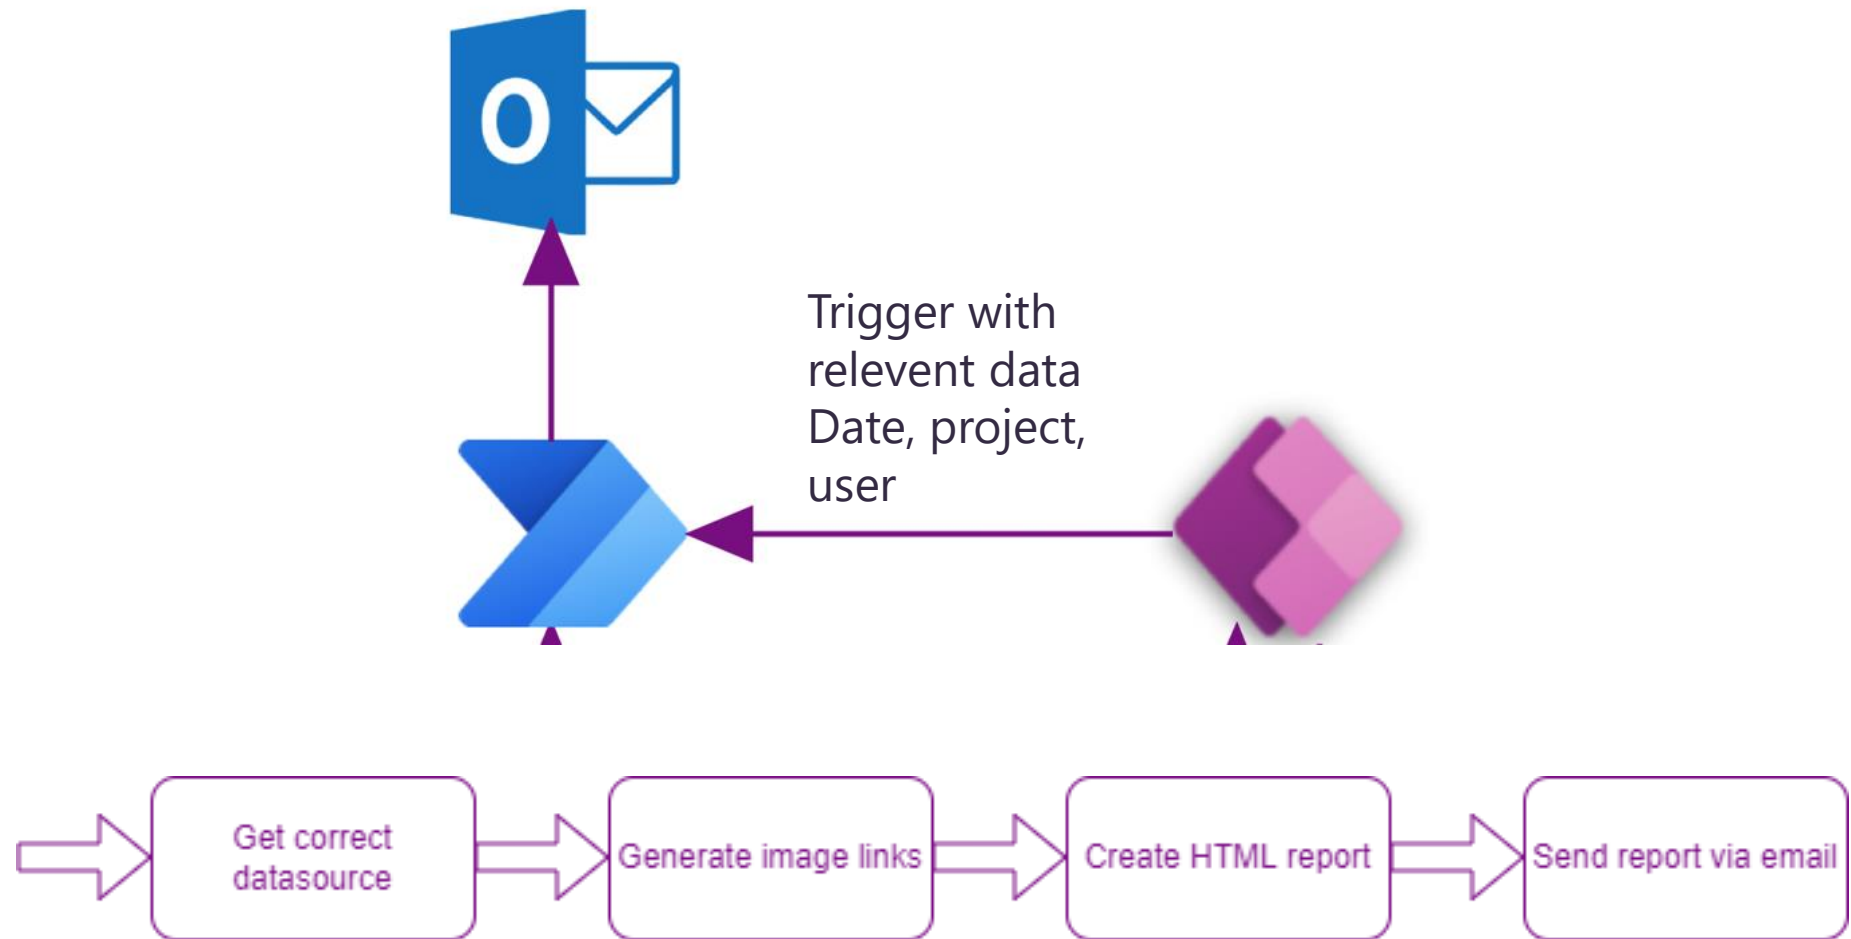 O
Trigger with
relevent data
Date, project,
user
Get correct
datasource
Generate image links
Create HTML report
Send report via email